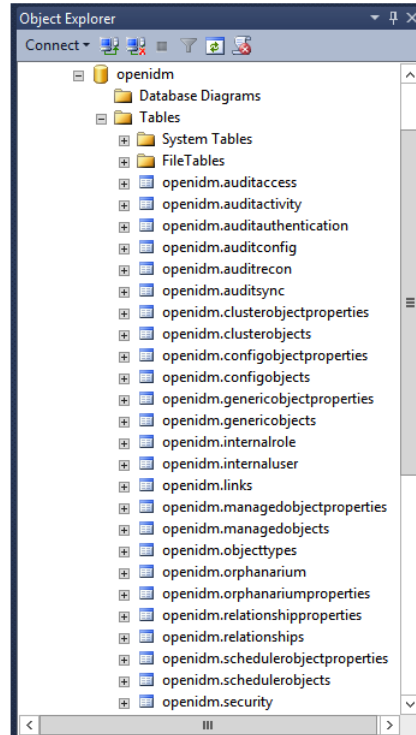 Object Explorer
Connect
openidm
Database Diagrams
Tables
System Tables
FileTables
openidm.auditaccess
openidm.auditactivity
openidm.auditauthentication
openidm.auditconfig
openidm.auditrecon
openidm.auditsync
openidm.clusterobjectproperties
openidm.clusterobjects
openidm.configobjectproperties
openidm.configobjects
openidm.genericobjectproperties
openidm.genericobjects
openidm.internalrole
openidm.internaluser
openidm.links
openidm.managedobjectproperties
openidm.managedobjects
openidm.objecttypes
openidm.orphanarium
openidm.orphanariumproperties
openidm.relationshipproperties
openidm.relationships
openidm.schedulerobjectproperties
openidm.schedulerobjects
openidm.security